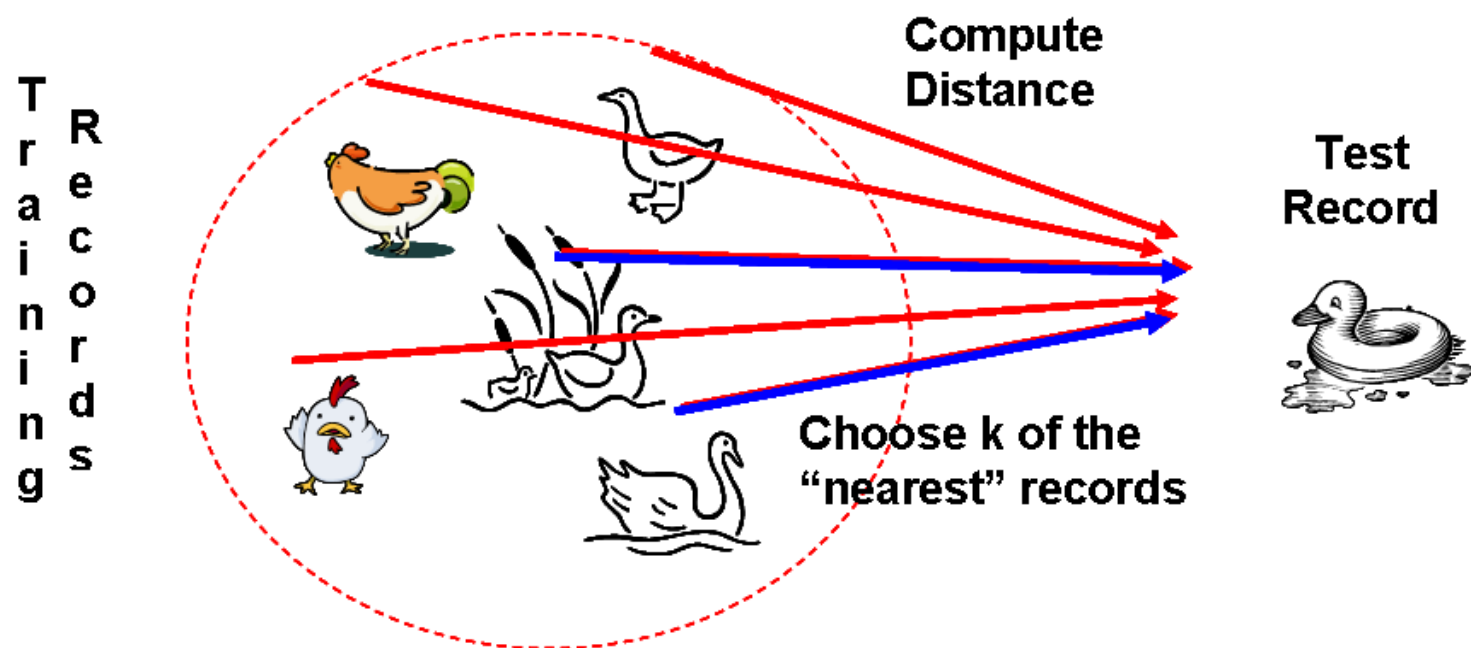 Training
Records
Compute
Distance
Test
Record
Choose k of the
“nearest” records